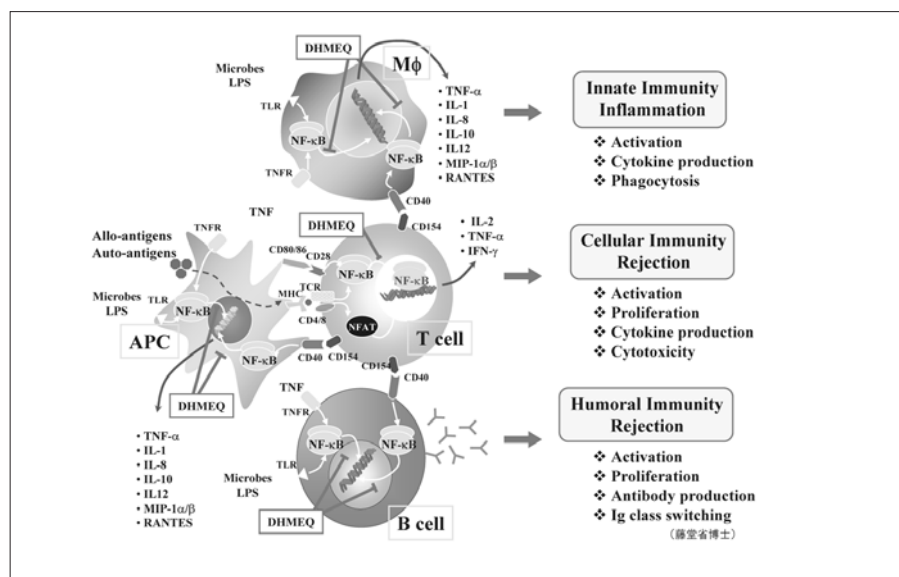 DHMEQ
Mϕ
Microbes
LPS
TLR
NF-κB
TNFR
NF-κB
• TNF-α
• IL-1
• IL-8
• IL-10
• IL12
• MIP-1α/β
• RANTES
CD40
CD154
Innate Immunity
Inflammation
❖ Activation
❖ Cytokine production
❖ Phagocytosis
TNF
TNFR
Allo-antigens
Auto-antigens
Microbes
LPS
TLR
NF-κB
APC
NF-κB
DHMEQ
CD80/86
CD28
MHC
TCR
CD4/8
CD40
CD154
DHMEQ
NF-κB
NF-κB
NFAT
T cell
• IL-2
• TNF-α
• IFN-γ
Cellular Immunity
Rejection
❖ Activation
❖ Proliferation
❖ Cytokine production
❖ Cytotoxicity
• TNF-α
• IL-1
• IL-8
• IL-10
• IL12
• MIP-1α/β
• RANTES
CD154
CD40
TNF
TNFR
NF-κB
NF-κB
TLR
Microbes
LPS
DHMEQ
B cell
Humoral Immunity
Rejection
❖ Activation
❖ Proliferation
❖ Antibody production
❖ Ig class switching
（藤堂省博士）